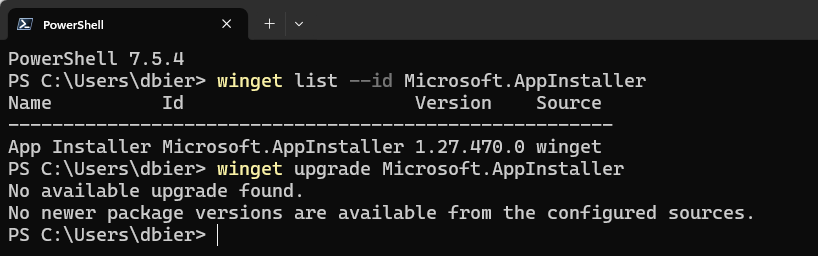 PowerShell
PowerShell 7.5.4
PS C:\Users\dbier> winget list --id Microsoft.AppInstaller
Name         Id                     Version    Source
-------------------------------------------------------
App Installer Microsoft.AppInstaller 1.27.470.0 winget
PS C:\Users\dbier> winget upgrade Microsoft.AppInstaller
No available upgrade found.
No newer package versions are available from the configured sources.
PS C:\Users\dbier>